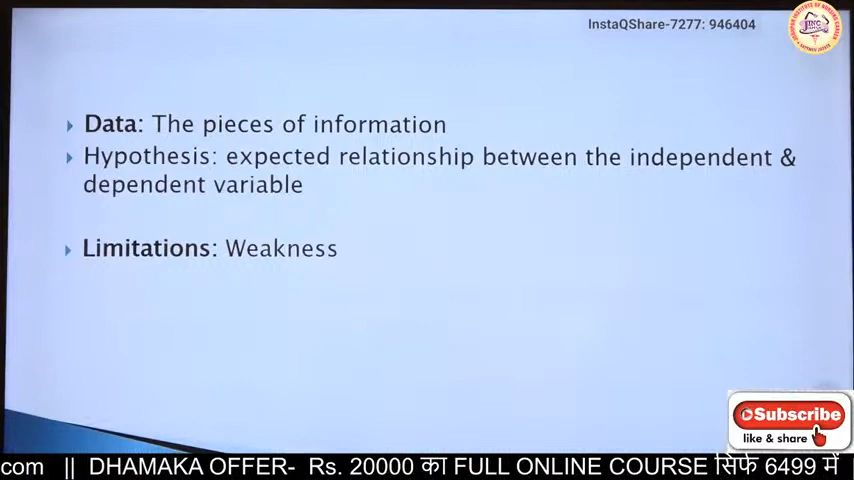 InstaQShare-7277: 946404
Data: The pieces of information
Hypothesis: expected relationship between the independent &
dependent variable
Limitations: Weakness
Subscribe
like & share
com || DHAMAKA OFFER- Rs. 20000 का FULL ONLINE COURSE सिर्फ 6499 में